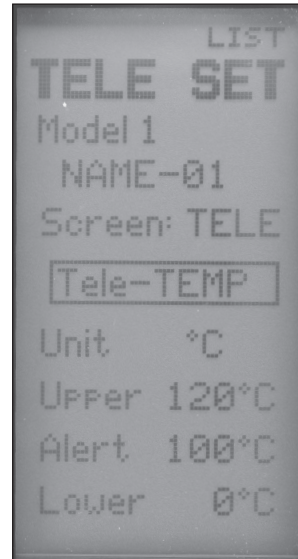 LIST
TELE SET
Model 1
NAME-01
Screen: TELE
Tele-TEMP
Unit °C
Upper 120°C
Alert 100°C
Lower 0°C